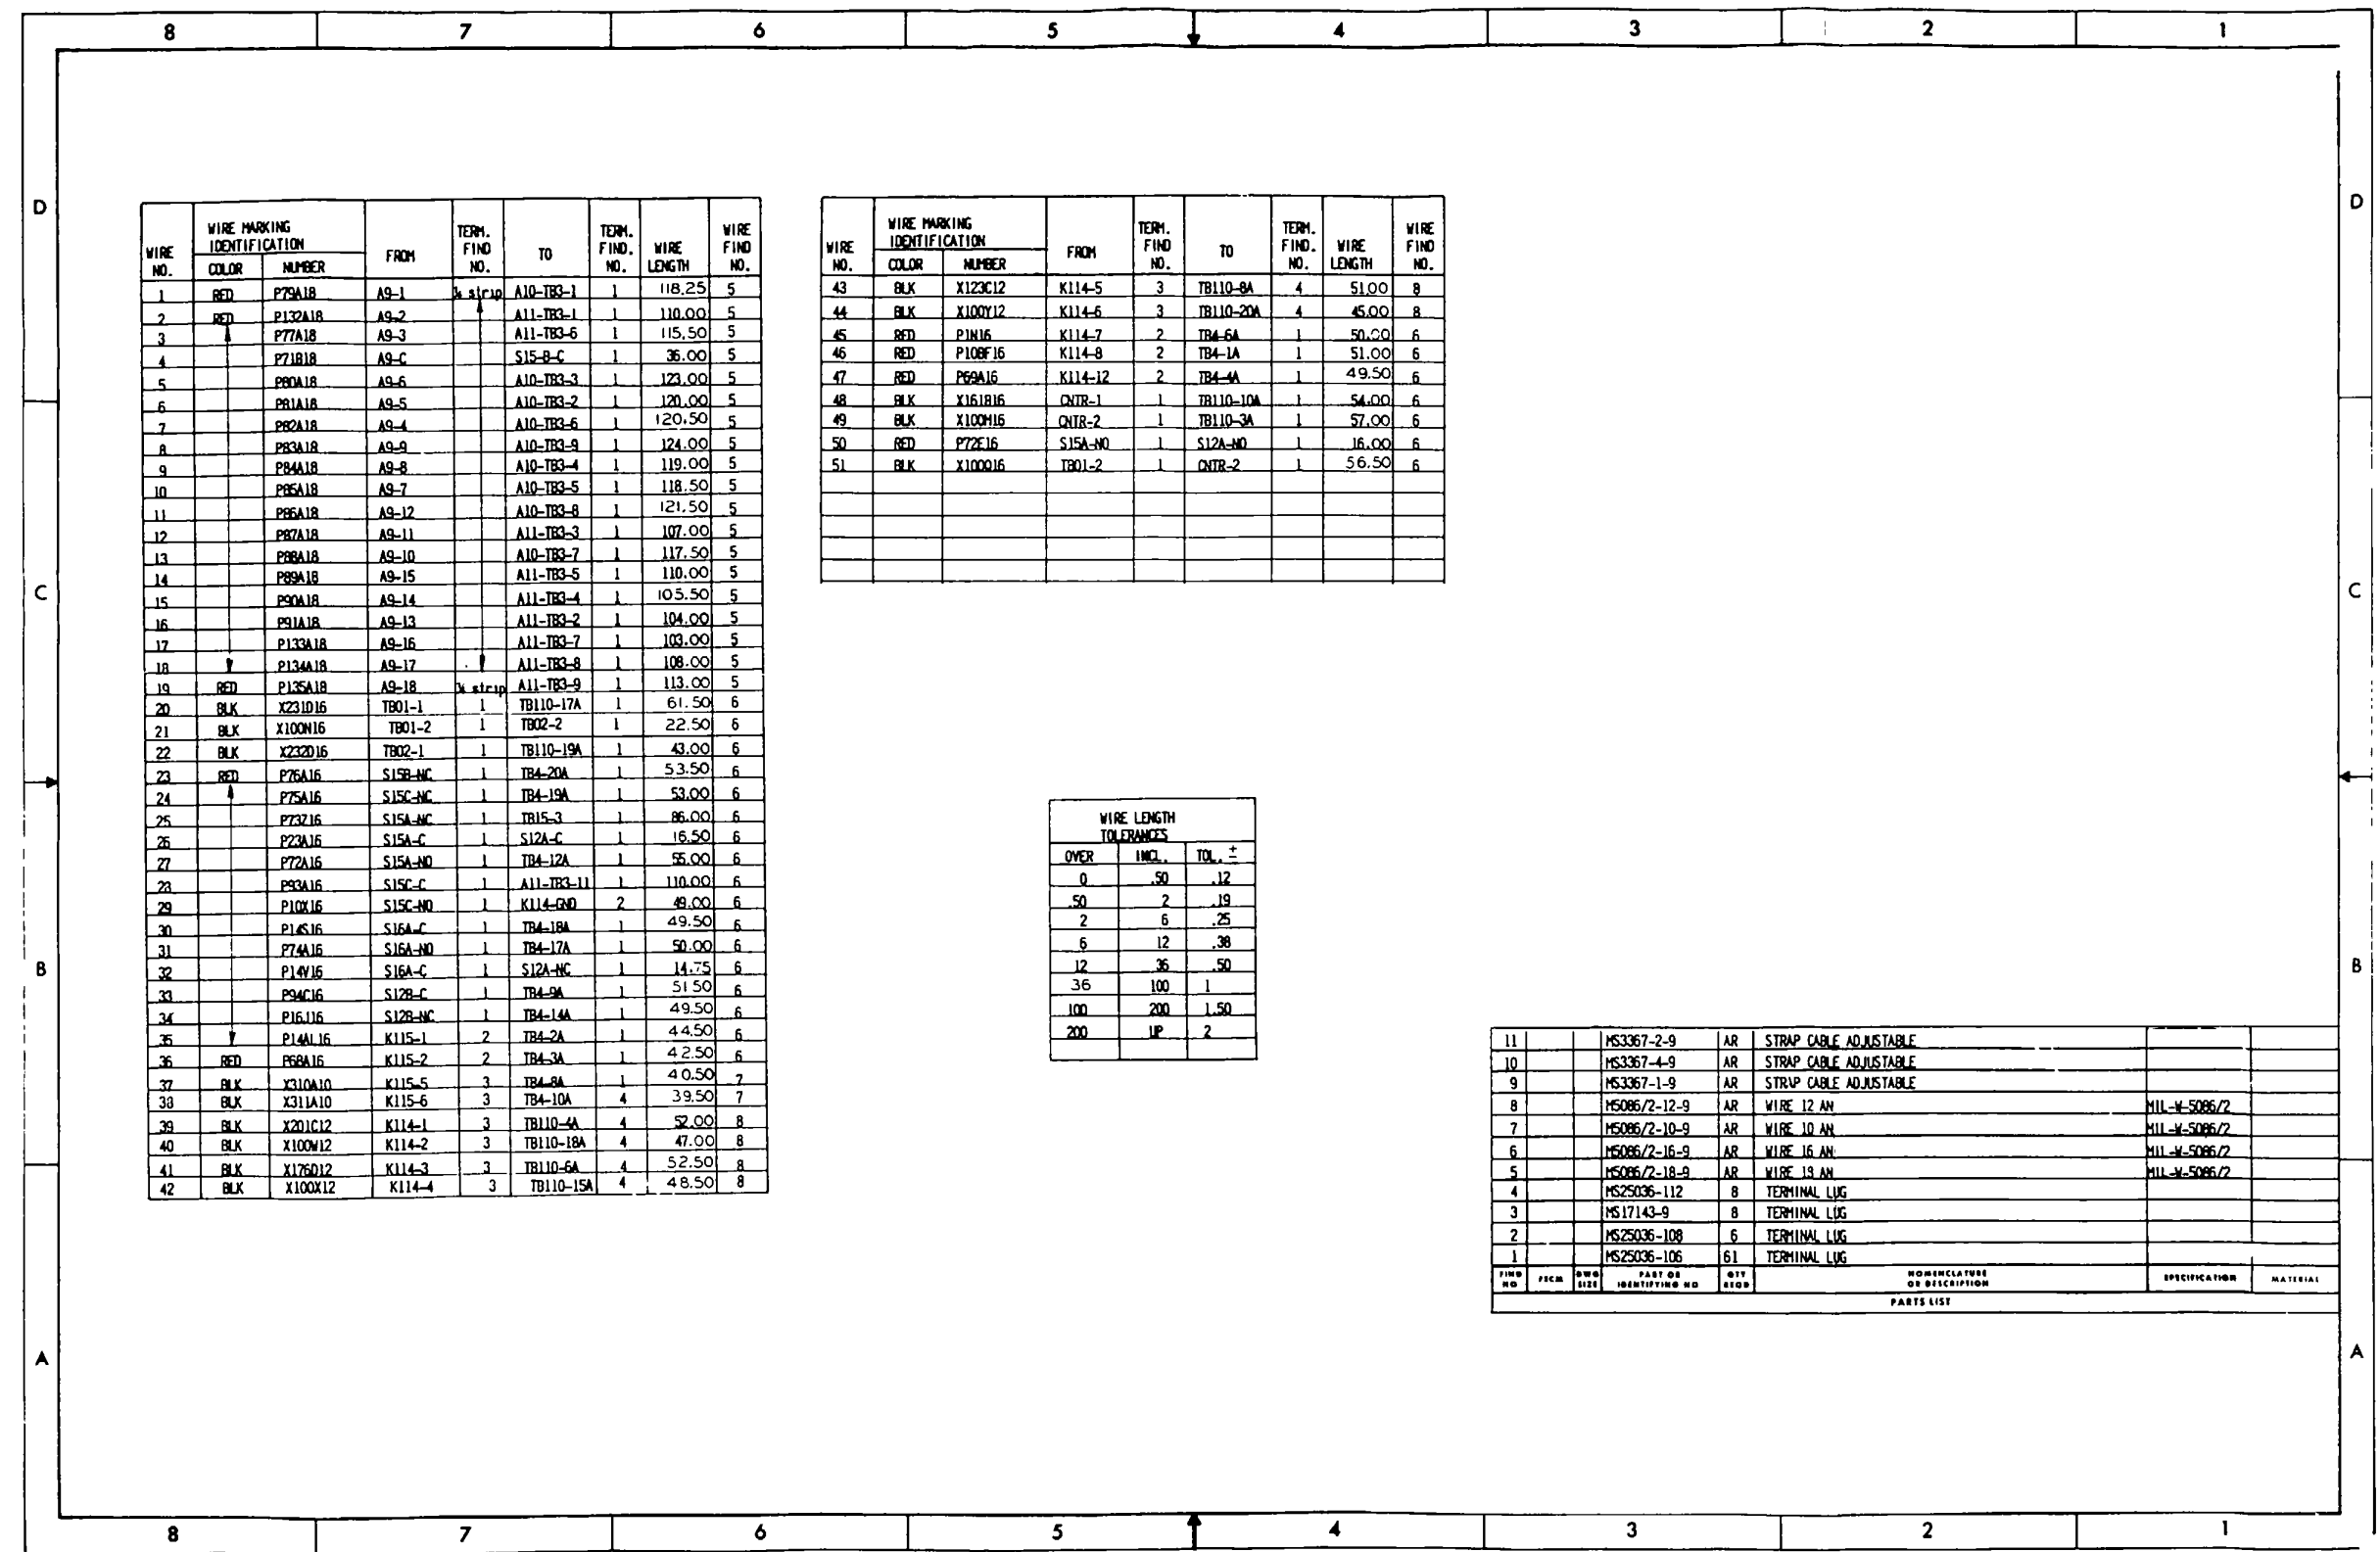 8 7 6 5 4 3 2 1
D D
WIRE NO. WIRE MARKING IDENTIFICATION COLOR NUMBER FROM TERM. FIND NO. TO TERM. FIND. NO. WIRE LENGTH WIRE FIND NO.
1 RED P79A18 A9-1 ¼ strip A10-TB3-1 1 118.25 5
2 RED P132A18 A9-2 A11-TB3-1 1 110.00 5
3 P77A18 A9-3 A11-TB3-6 1 115.50 5
4 P71B18 A9-C S15-B-C 1 36.00 5
5 P80A18 A9-6 A10-TB3-3 1 123.00 5
6 P81A18 A9-5 A10-TB3-2 1 120.00 5
7 P82A18 A9-4 A10-TB3-6 1 120.50 5
8 P83A18 A9-9 A10-TB3-9 1 124.00 5
9 P84A18 A9-8 A10-TB3-4 1 119.00 5
10 P85A18 A9-7 A10-TB3-5 1 118.50 5
11 P86A18 A9-12 A10-TB3-8 1 121.50 5
12 P87A18 A9-11 A11-TB3-3 1 107.00 5
13 P88A18 A9-10 A10-TB3-7 1 117.50 5
14 P89A18 A9-15 A11-TB3-5 1 110.00 5
15 P90A18 A9-14 A11-TB3-4 1 105.50 5
16 P91A18 A9-13 A11-TB3-2 1 104.00 5
17 P133A18 A9-16 A11-TB3-7 1 103.00 5
18 P134A18 A9-17 A11-TB3-8 1 108.00 5
19 RED P135A18 A9-18 ¼ strip A11-TB3-9 1 113.00 5
20 BLK X231D16 TB01-1 1 TB110-17A 1 61.50 6
21 BLK X100N16 TB01-2 1 TB02-2 1 22.50 6
22 BLK X232D16 TB02-1 1 TB110-19A 1 43.00 6
23 RED P76A16 S15B-NC 1 TB4-20A 1 53.50 6
24 P75A16 S15C-NC 1 TB4-19A 1 53.00 6
25 P73Z16 S15A-NC 1 TB15-3 1 86.00 6
26 P23A16 S15A-C 1 S12A-C 1 16.50 6
27 P72A16 S15A-NO 1 TB4-12A 1 55.00 6
28 P93A16 S15C-C 1 A11-TB3-11 1 110.00 6
29 P10X16 S15C-NO 1 K114-GND 2 49.00 6
30 P14S16 S16A-C 1 TB4-18A 1 49.50 6
31 P74A16 S16A-NO 1 TB4-17A 1 50.00 6
32 P14V16 S16A-C 1 S12A-NC 1 14.75 6
33 P94C16 S12B-C 1 TB4-9A 1 51.50 6
34 P16J16 S12B-NC 1 TB4-14A 1 49.50 6
35 P14AL16 K115-1 2 TB4-2A 1 44.50 6
36 RED P68A16 K115-2 2 TB4-3A 1 42.50 6
37 BLK X310A10 K115-5 3 TB4-8A 1 40.50 7
38 BLK X311A10 K115-6 3 TB4-10A 4 39.50 7
39 BLK X201C12 K114-1 3 TB110-4A 4 52.00 8
40 BLK X100W12 K114-2 3 TB110-18A 4 47.00 8
41 BLK X176D12 K114-3 3 TB110-6A 4 52.50 8
42 BLK X100X12 K114-4 3 TB110-15A 4 48.50 8
WIRE NO. WIRE MARKING IDENTIFICATION COLOR NUMBER FROM TERM. FIND NO. TO TERM. FIND. NO. WIRE LENGTH WIRE FIND NO.
43 BLK X123C12 K114-5 3 TB110-8A 4 51.00 8
44 BLK X100Y12 K114-6 3 TB110-20A 4 45.00 8
45 RED P1N16 K114-7 2 TB4-6A 1 50.00 6
46 RED P108F16 K114-8 2 TB4-1A 1 51.00 6
47 RED P69A16 K114-12 2 TB4-4A 1 49.50 6
48 BLK X161B16 CNTR-1 1 TB110-10A 1 54.00 6
49 BLK X100M16 CNTR-2 1 TB110-3A 1 57.00 6
50 RED P72E16 S15A-NO 1 S12A-NO 1 16.00 6
51 BLK X100Q16 TB01-2 1 CNTR-2 1 56.50 6
C C
WIRE LENGTH
TOLERANCES
OVER INCL. TOL. ±
0 .50 .12
.50 2 .19
2 6 .25
6 12 .38
12 36 .50
36 100 1
100 200 1.50
200 UP 2
B B
11 MS3367-2-9 AR STRAP CABLE ADJUSTABLE
10 MS3367-4-9 AR STRAP CABLE ADJUSTABLE
9 MS3367-1-9 AR STRAP CABLE ADJUSTABLE
8 M5086/2-12-9 AR WIRE 12 AN MIL-W-5086/2
7 M5086/2-10-9 AR WIRE 10 AN MIL-W-5086/2
6 M5086/2-16-9 AR WIRE 16 AN MIL-W-5086/2
5 M5086/2-18-9 AR WIRE 18 AN MIL-W-5086/2
4 MS25036-112 8 TERMINAL LUG
3 MS17143-9 8 TERMINAL LUG
2 MS25036-108 6 TERMINAL LUG
1 MS25036-106 61 TERMINAL LUG
FIND NO FSCM DWG SIZE PART OR IDENTIFYING NO QTY REQD NOMENCLATURE OR DESCRIPTION SPECIFICATION MATERIAL
PARTS LIST
A A
8 7 6 5 4 3 2 1